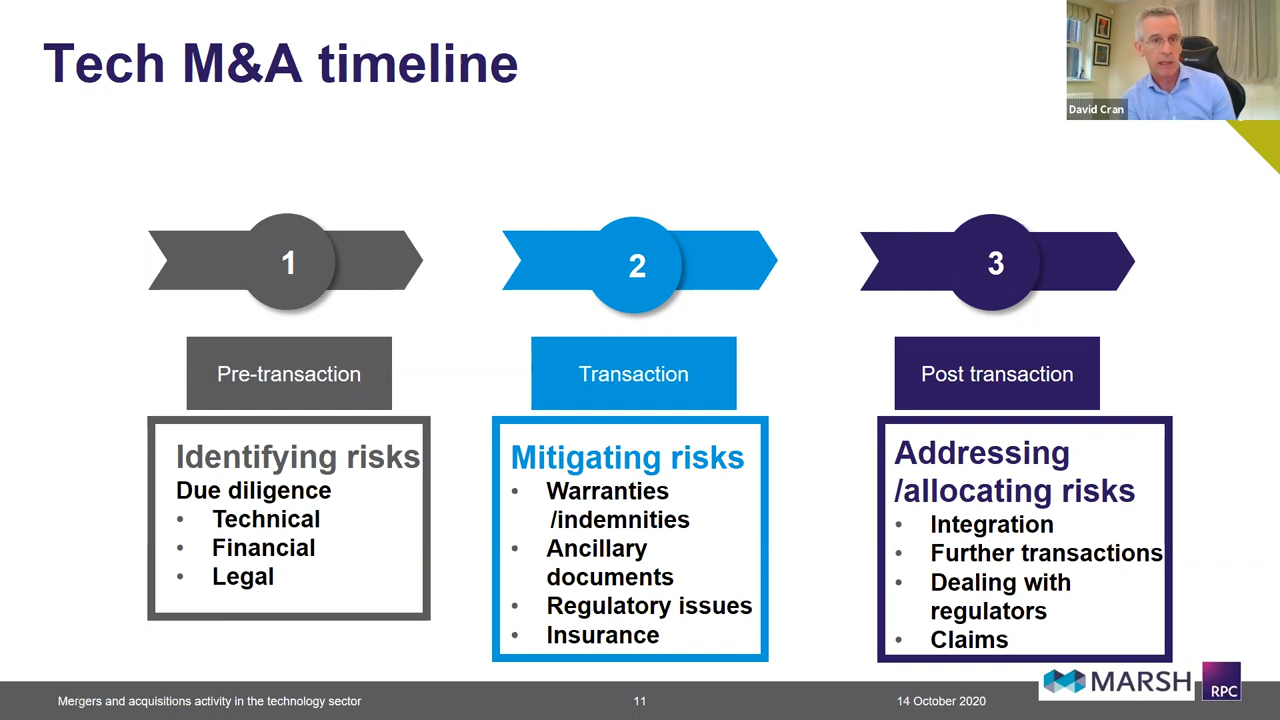 Tech M&A timeline
David Cran
1
2
3
Pre-transaction
Transaction
Post transaction
Identifying risks
Due diligence
• Technical
• Financial
• Legal
Mitigating risks
• Warranties
/indemnities
• Ancillary
documents
• Regulatory issues
• Insurance
Addressing
/allocating risks
• Integration
• Further transactions
• Dealing with
regulators
• Claims
Mergers and acquisitions activity in the technology sector
11
14 October 2020
MARSH
RPC